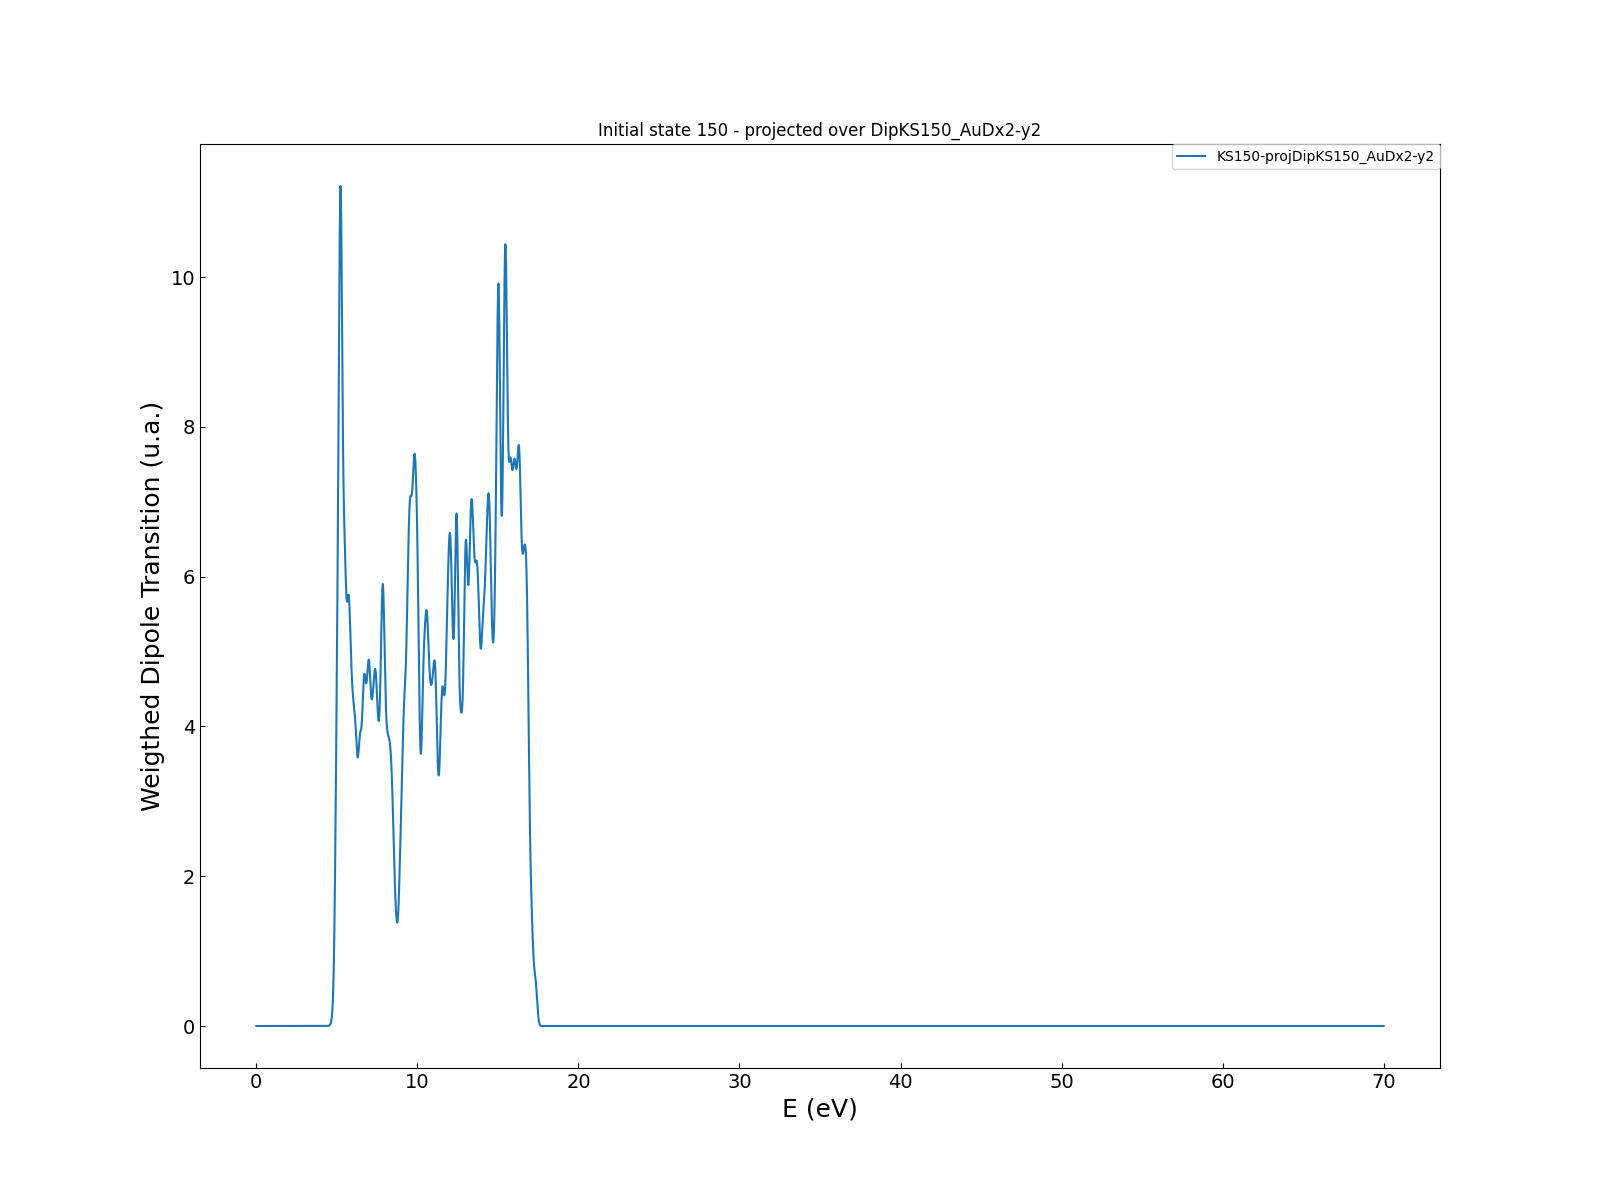 Initial state 150 - projected over DipKS150_AuDx2-y2
KS150-projDipKS150_AuDx2-y2
10
8
6
4
2
0
Weigthed Dipole Transition (u.a.)
0 10 20 30 40 50 60 70
E (eV)